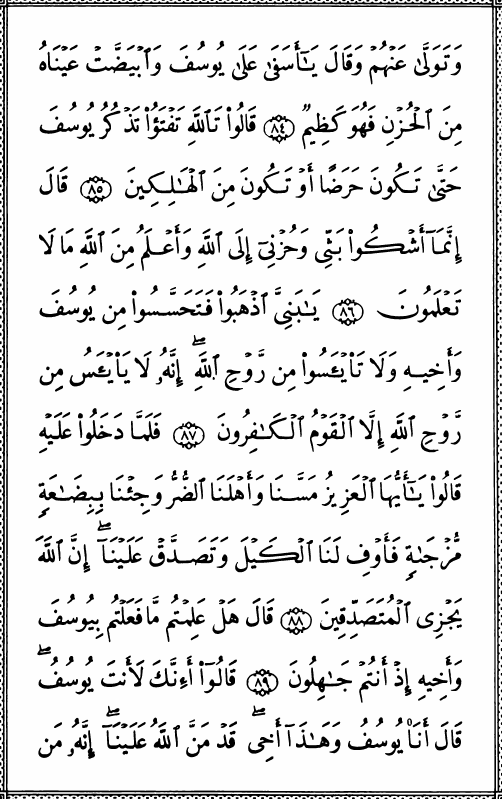 وَتَوَلَّىٰ عَنْهُمْ وَقَالَ يَـٰٓأَسَفَىٰ عَلَىٰ يُوسُفَ وَٱبْيَضَّتْ عَيْنَاهُ
مِنَ ٱلْحُزْنِ فَهُوَ كَظِيمٌ ۝٨٤ قَالُوا۟ تَٱللَّهِ تَفْتَؤُا۟ تَذْكُرُ يُوسُفَ
حَتَّىٰ تَكُونَ حَرَضًا أَوْ تَكُونَ مِنَ ٱلْهَـٰلِكِينَ ۝٨٥ قَالَ
إِنَّمَآ أَشْكُوا۟ بَثِّى وَحُزْنِىٓ إِلَى ٱللَّهِ وَأَعْلَمُ مِنَ ٱللَّهِ مَا لَا
تَعْلَمُونَ ۝٨٦ يَـٰبَنِىَّ ٱذْهَبُوا۟ فَتَحَسَّسُوا۟ مِن يُوسُفَ
وَأَخِيهِ وَلَا تَا۟يْـَٔسُوا۟ مِن رَّوْحِ ٱللَّهِ ۖ إِنَّهُۥ لَا يَا۟يْـَٔسُ مِن
رَّوْحِ ٱللَّهِ إِلَّا ٱلْقَوْمُ ٱلْكَـٰفِرُونَ ۝٨٧ فَلَمَّا دَخَلُوا۟ عَلَيْهِ
قَالُوا۟ يَـٰٓأَيُّهَا ٱلْعَزِيزُ مَسَّنَا وَأَهْلَنَا ٱلضُّرُّ وَجِئْنَا بِبِضَـٰعَةٍ
مُّزْجَىٰةٍ فَأَوْفِ لَنَا ٱلْكَيْلَ وَتَصَدَّقْ عَلَيْنَآ ۖ إِنَّ ٱللَّهَ
يَجْزِى ٱلْمُتَصَدِّقِينَ ۝٨٨ قَالَ هَلْ عَلِمْتُم مَّا فَعَلْتُم بِيُوسُفَ
وَأَخِيهِ إِذْ أَنتُمْ جَـٰهِلُونَ ۝٨٩ قَالُوٓا۟ أَءِنَّكَ لَأَنتَ يُوسُفُ ۖ
قَالَ أَنَا۠ يُوسُفُ وَهَـٰذَآ أَخِى ۖ قَدْ مَنَّ ٱللَّهُ عَلَيْنَآ ۖ إِنَّهُۥ مَن